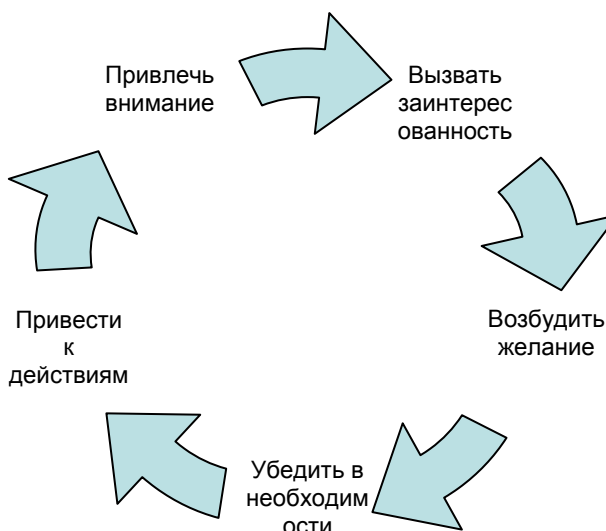 Привлечь
внимание
Вызвать
заинтерес
ованность
Возбудить
желание
Убедить в
необходим
ости
Привести
к
действиям